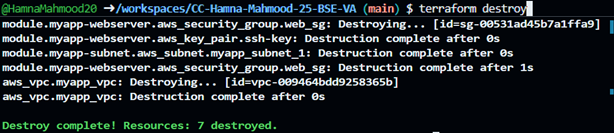 @HamnaMahmood20 ➜ /workspaces/CC-Hamna-Mahmood-25-BSE-VA (main) $ terraform destroy
module.myapp-webserver.aws_security_group.web_sg: Destroying... [id=sg-00531ad45b7a1ffa9]
module.myapp-webserver.aws_key_pair.ssh-key: Destruction complete after 0s
module.myapp-subnet.aws_subnet.myapp_subnet_1: Destruction complete after 0s
module.myapp-webserver.aws_security_group.web_sg: Destruction complete after 1s
aws_vpc.myapp_vpc: Destroying... [id=vpc-009464bdd9258365b]
aws_vpc.myapp_vpc: Destruction complete after 0s
Destroy complete! Resources: 7 destroyed.